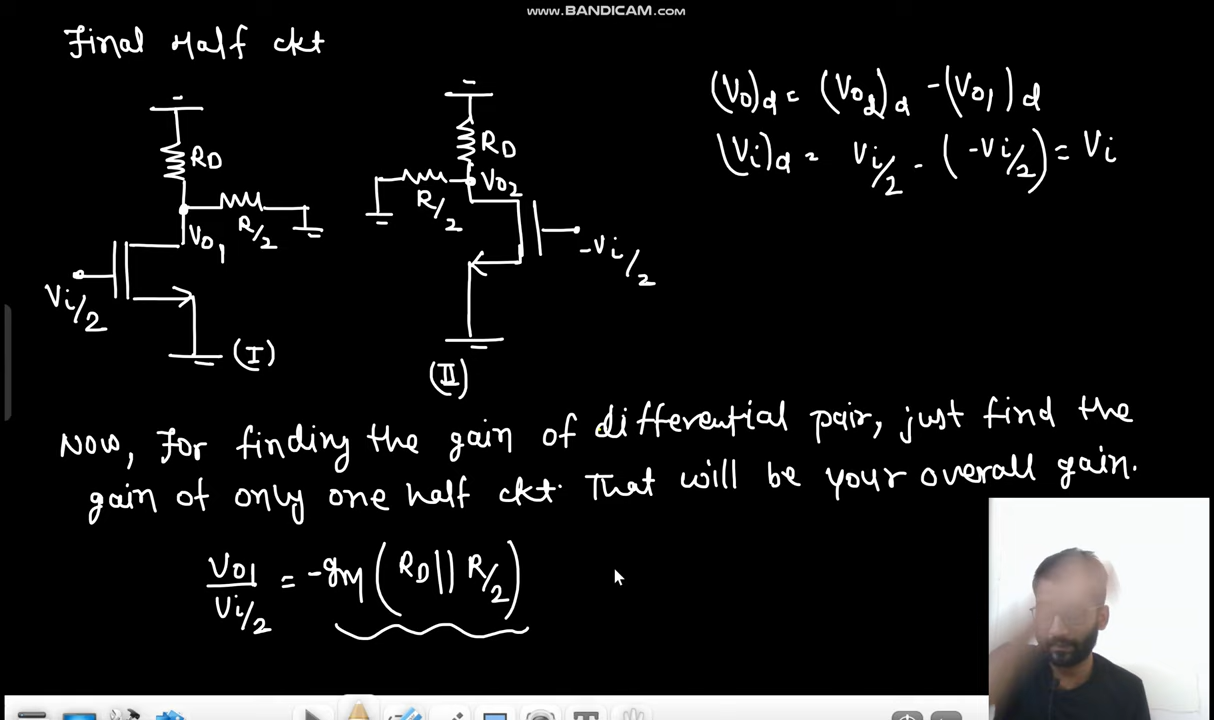 www.BANDICAM.com
Final Half ckt
RD
R/2
VO1
Vi/2
(I)
RD
VO2
R/2
-Vi/2
(II)
(VO)d = (VO2)d - (VO1)d
(Vi)d = Vi/2 - (-Vi/2) = Vi
Now, For finding the gain of differential pair, just find the
gain of only one half ckt. That will be your overall gain.
VO1/Vi/2 = -gm (RD || R/2)